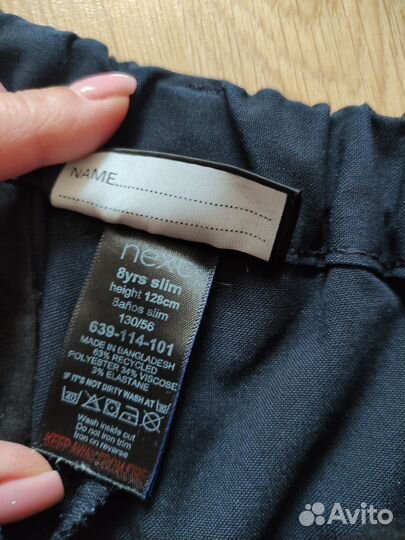 NAME
next
8yrs slim
height 128cm
8años slim
130/56
639-114-101
MADE IN BANGLADESH
63% RECYCLED
POLYESTER 34% VISCOSE
3% ELASTANE
IF IT'S NOT DIRTY WASH AT 30
40
Wash inside out
Do not iron trim
Iron on reverse
KEEP AWAY FROM FIRE
Avito